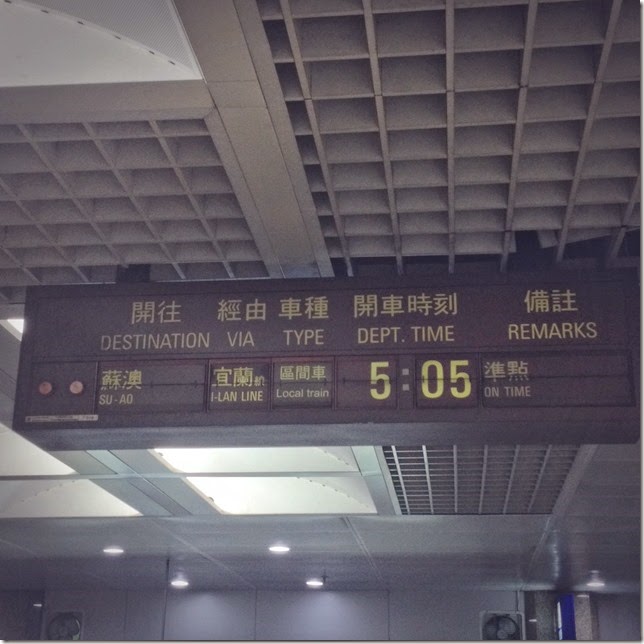 開往 經由 車種 開車時刻 備註
DESTINATION VIA TYPE DEPT. TIME REMARKS
蘇澳 宜蘭 區間車 5:05 準點
SU-AO I-LAN LINE Local train ON TIME